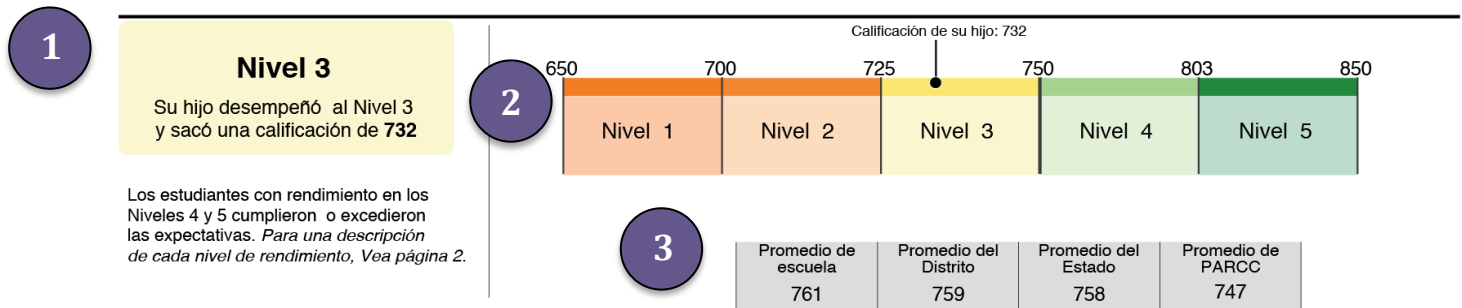 1
Nivel 3
Su hijo desempeñó al Nivel 3
y sacó una calificación de 732
Los estudiantes con rendimiento en los
Niveles 4 y 5 cumplieron o excedieron
las expectativas. Para una descripción
de cada nivel de rendimiento, Vea página 2.
2
Calificación de su hijo: 732
650 700 725 750 803 850
Nivel 1 Nivel 2 Nivel 3 Nivel 4 Nivel 5
3
Promedio de
escuela
761
Promedio del
Distrito
759
Promedio del
Estado
758
Promedio de
PARCC
747